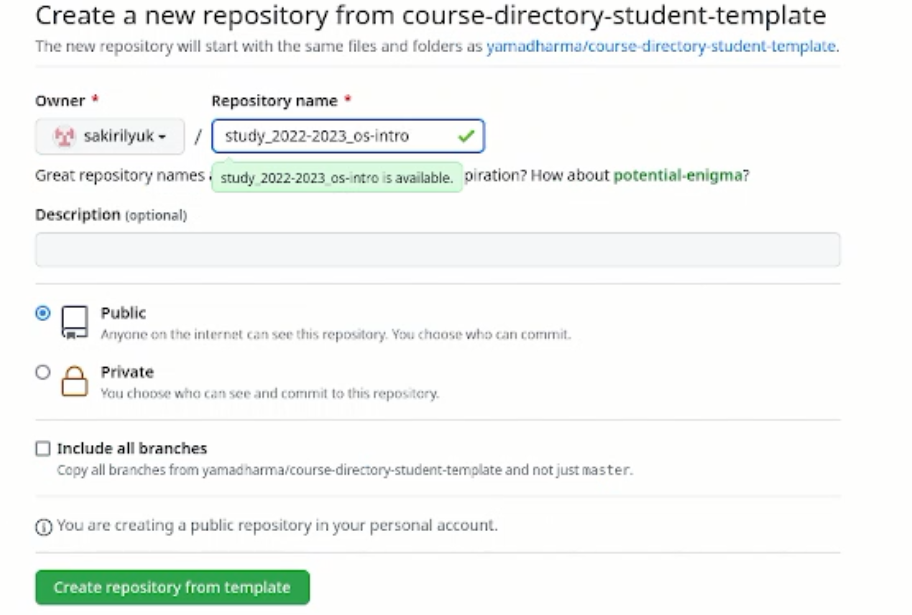 Create a new repository from course-directory-student-template
The new repository will start with the same files and folders as yamadharma/course-directory-student-template.
Owner * Repository name *
sakirilyuk / study_2022-2023_os-intro
Great repository names piration? How about potential-enigma?
study_2022-2023_os-intro is available.
Description (optional)
Public
Anyone on the internet can see this repository. You choose who can commit.
Private
You choose who can see and commit to this repository.
Include all branches
Copy all branches from yamadharma/course-directory-student-template and not just master.
You are creating a public repository in your personal account.
Create repository from template